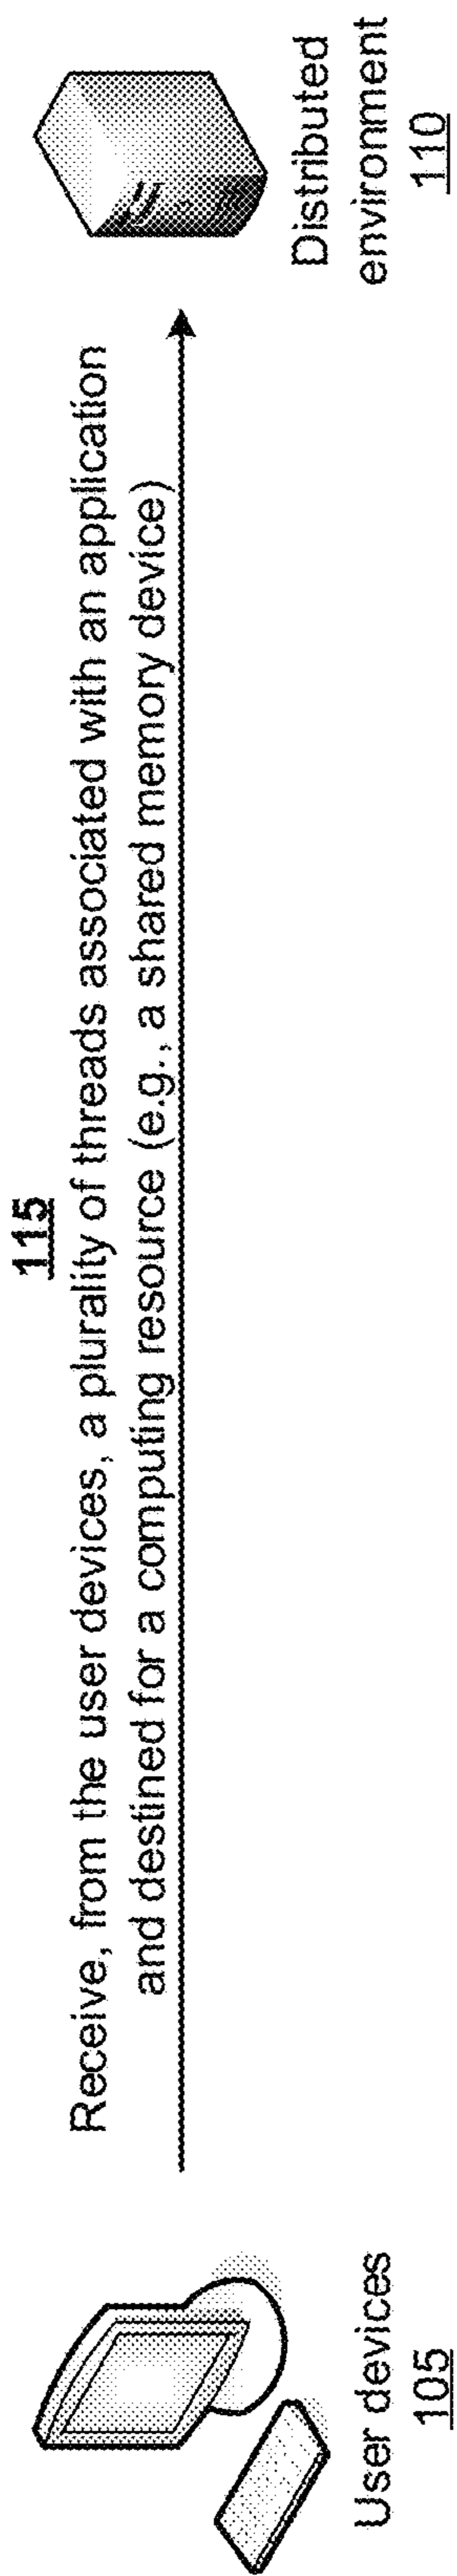 115
Receive, from the user devices, a plurality of threads associated with an application
and destined for a computing resource (e.g., a shared memory device)
User devices
105
Distributed
environment
110